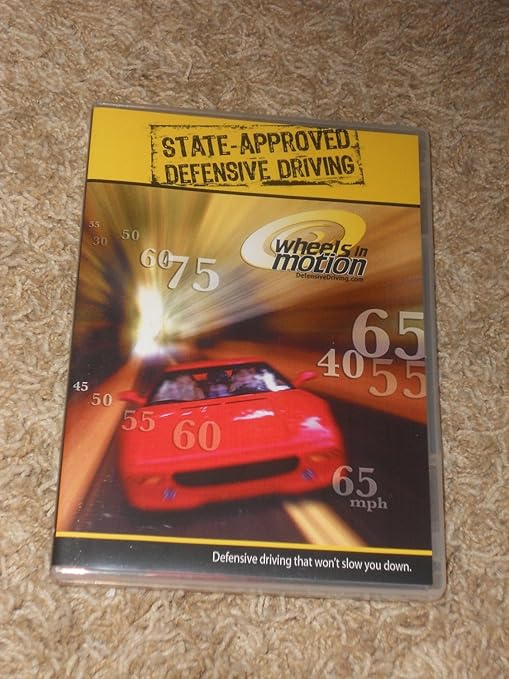 STATE-APPROVED
DEFENSIVE DRIVING
wheels in
motion
DefensiveDriving.com
35
30
50
60
75
65
40
55
45
50
55
60
65
mph
Defensive driving that won't slow you down.